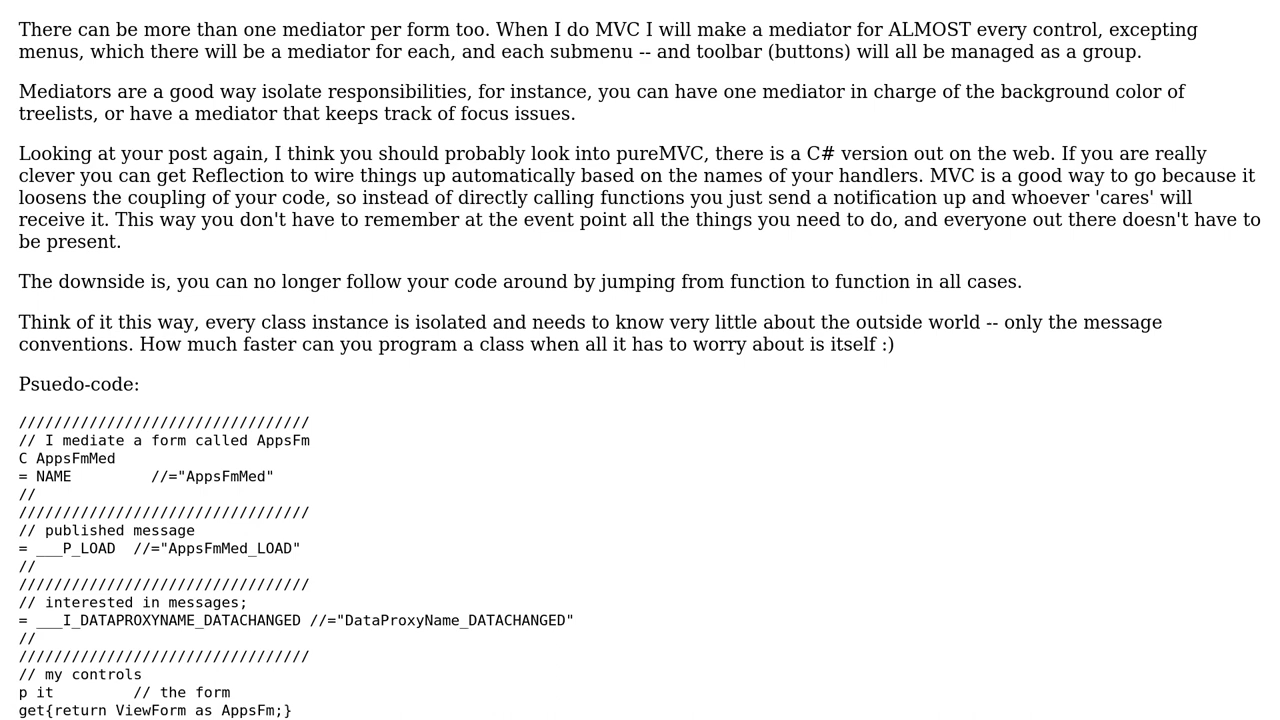 There can be more than one mediator per form too. When I do MVC I will make a mediator for ALMOST every control, excepting
menus, which there will be a mediator for each, and each submenu -- and toolbar (buttons) will all be managed as a group.
Mediators are a good way isolate responsibilities, for instance, you can have one mediator in charge of the background color of
treelists, or have a mediator that keeps track of focus issues.
Looking at your post again, I think you should probably look into pureMVC, there is a C# version out on the web. If you are really
clever you can get Reflection to wire things up automatically based on the names of your handlers. MVC is a good way to go because it
loosens the coupling of your code, so instead of directly calling functions you just send a notification up and whoever 'cares' will
receive it. This way you don't have to remember at the event point all the things you need to do, and everyone out there doesn't have to
be present.
The downside is, you can no longer follow your code around by jumping from function to function in all cases.
Think of it this way, every class instance is isolated and needs to know very little about the outside world -- only the message
conventions. How much faster can you program a class when all it has to worry about is itself :)
Psuedo-code:
/////////////////////////////////
// I mediate a form called AppsFm
C AppsFmMed
= NAME         //="AppsFmMed"
//
/////////////////////////////////
// published message
= ___P_LOAD  //="AppsFmMed_LOAD"
//
/////////////////////////////////
// interested in messages;
= ___I_DATAPROXYNAME_DATACHANGED //="DataProxyName_DATACHANGED"
//
/////////////////////////////////
// my controls
p it         // the form
get{return ViewForm as AppsFm;}